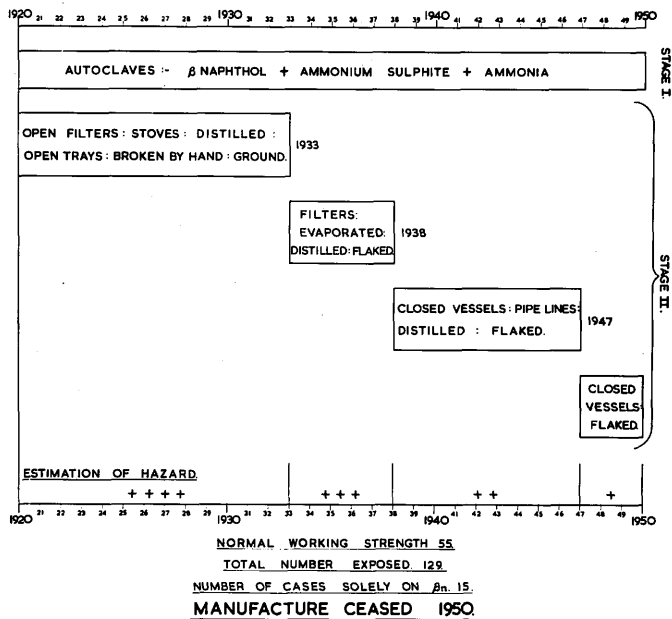 1920 21 22 23 24 25 26 27 28 29 1930 31 32 33 34 35 36 37 38 39 1940 41 42 43 44 45 46 47 48 49 1950
AUTOCLAVES :- β NAPHTHOL + AMMONIUM SULPHITE + AMMONIA
STAGE I.
OPEN FILTERS : STOVES : DISTILLED :
OPEN TRAYS : BROKEN BY HAND : GROUND.
1933
FILTERS:
EVAPORATED:
DISTILLED: FLAKED.
1938
STAGE II.
CLOSED VESSELS : PIPE LINES:
DISTILLED : FLAKED.
1947
CLOSED
VESSELS:
FLAKED.
ESTIMATION OF HAZARD.
+ + + + + + + + + +
1920 21 22 23 24 25 26 27 28 29 1930 31 32 33 34 35 36 37 38 39 1940 41 42 43 44 45 46 47 48 49 1950
NORMAL WORKING STRENGTH 55.
TOTAL NUMBER EXPOSED. 129.
NUMBER OF CASES SOLELY ON βn. 15.
MANUFACTURE CEASED 1950.